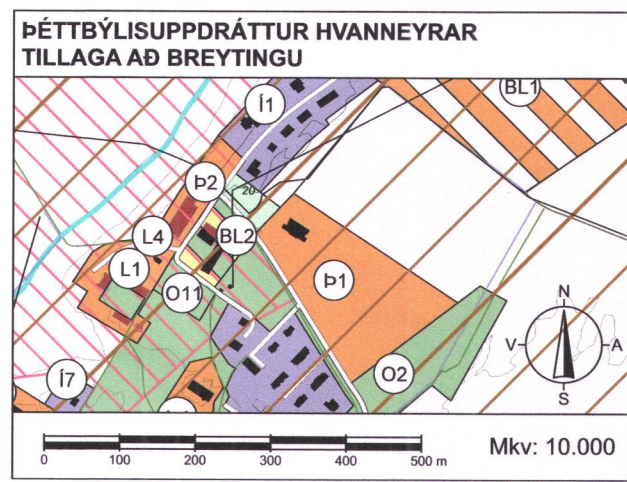 ÞÉTTBÝLISUPPDRÁTTUR HVANNEYRAR
TILLAGA AÐ BREYTINGU
BL1
Í1
Þ2
20
L4
BL2
L1
O11
Þ1
N
V
A
S
Í7
O2
0 100 200 300 400 500 m
Mkv: 10.000